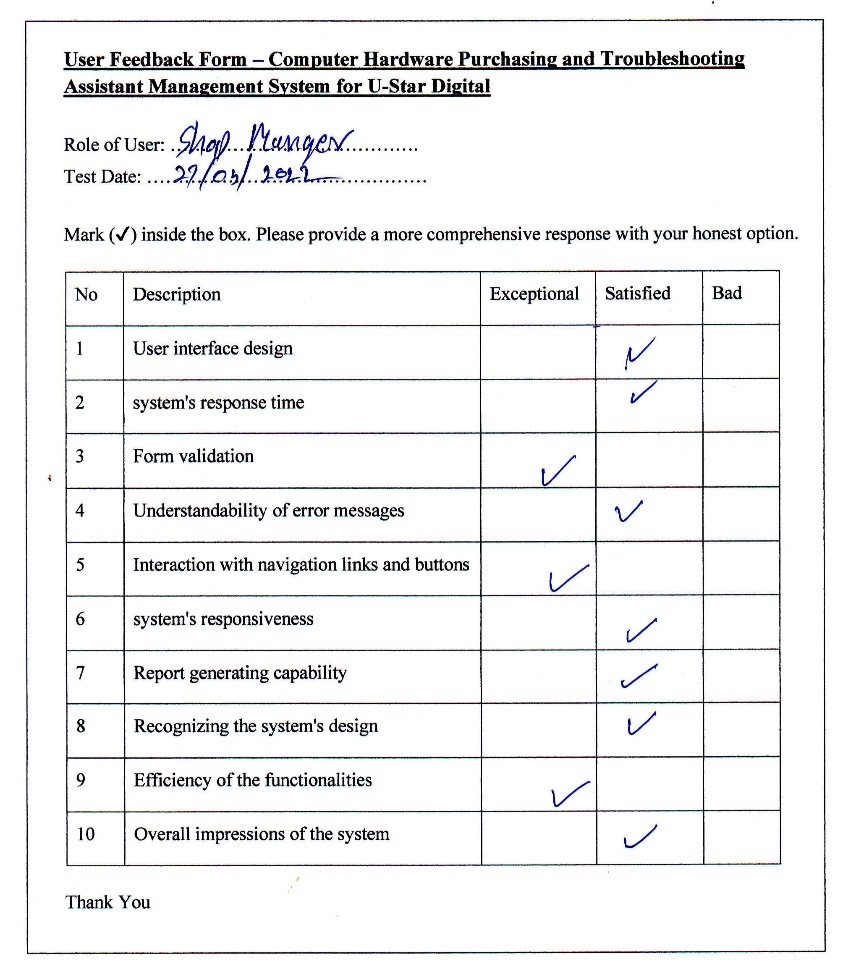 User Feedback Form – Computer Hardware Purchasing and Troubleshooting
Assistant Management System for U-Star Digital
Role of User: ..Shop...Manger.............
Test Date: ....27/05/.2022....................
Mark (✓) inside the box. Please provide a more comprehensive response with your honest option.
No Description Exceptional Satisfied Bad
1 User interface design ✓
2 system's response time ✓
3 Form validation ✓
4 Understandability of error messages ✓
5 Interaction with navigation links and buttons ✓
6 system's responsiveness ✓
7 Report generating capability ✓
8 Recognizing the system's design ✓
9 Efficiency of the functionalities ✓
10 Overall impressions of the system ✓
Thank You